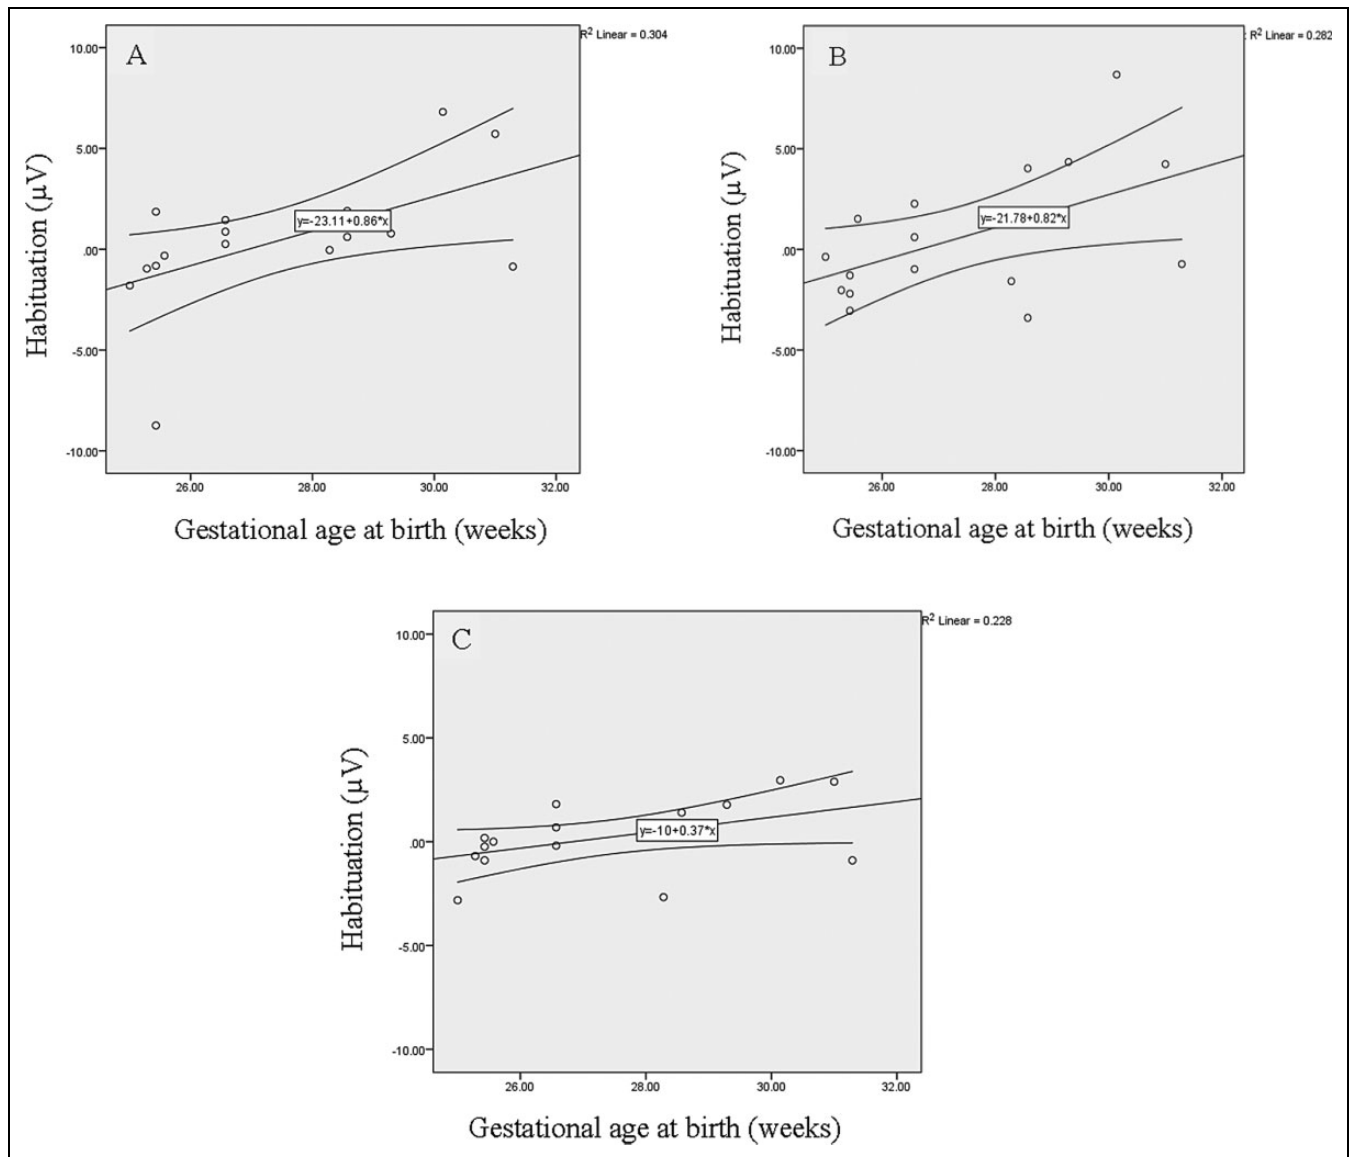 A
R² Linear = 0.304
10.00
5.00
.00
-5.00
-10.00
Habituation (µV)
y=-23.11+0.86*x
26.00 28.00 30.00 32.00
Gestational age at birth (weeks)
B
: R² Linear = 0.282
10.00
5.00
.00
-5.00
-10.00
Habituation (µV)
y=-21.78+0.82*x
26.00 28.00 30.00 32.00
Gestational age at birth (weeks)
C
R² Linear = 0.228
10.00
5.00
.00
-5.00
-10.00
Habituation (µV)
y=-10+0.37*x
26.00 28.00 30.00 32.00
Gestational age at birth (weeks)